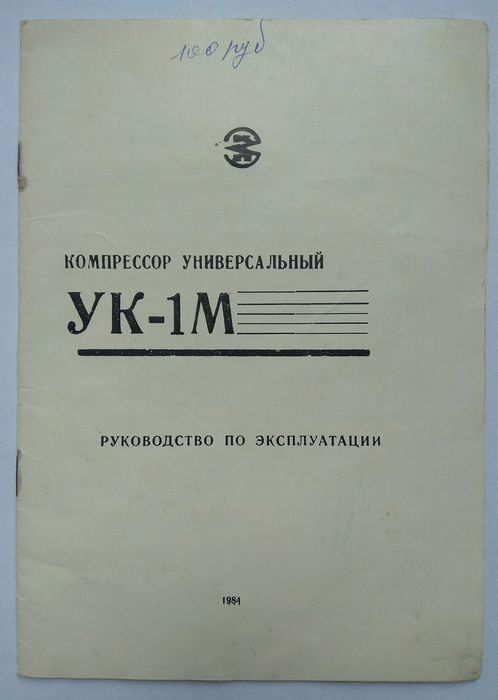 100 руб
КОМПРЕССОР УНИВЕРСАЛЬНЫЙ
УК-1М
РУКОВОДСТВО ПО ЭКСПЛУАТАЦИИ
1984